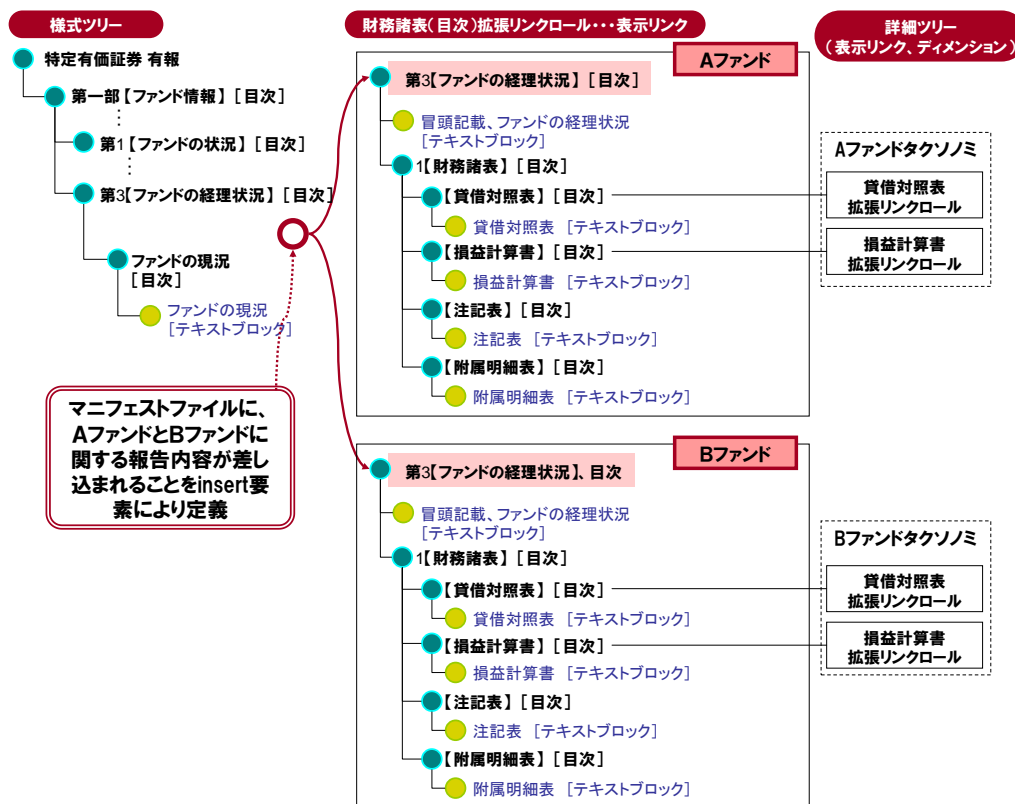 様式ツリー
特定有価証券 有報
第一部【ファンド情報】 [目次]
⋮
第1【ファンドの状況】 [目次]
⋮
第3【ファンドの経理状況】 [目次]
ファンドの現況
[目次]
ファンドの現況
[テキストブロック]
マニフェストファイルに、
AファンドとBファンドに
関する報告内容が差し
込まれることをinsert要
素により定義
財務諸表(目次)拡張リンクロール・・・表示リンク
Aファンド
第3【ファンドの経理状況】 [目次]
冒頭記載、ファンドの経理状況
[テキストブロック]
1【財務諸表】 [目次]
【貸借対照表】 [目次]
貸借対照表 [テキストブロック]
【損益計算書】 [目次]
損益計算書 [テキストブロック]
【注記表】 [目次]
注記表 [テキストブロック]
【附属明細表】 [目次]
附属明細表 [テキストブロック]
Bファンド
第3【ファンドの経理状況】、目次
冒頭記載、ファンドの経理状況
[テキストブロック]
1【財務諸表】 [目次]
【貸借対照表】 [目次]
貸借対照表 [テキストブロック]
【損益計算書】 [目次]
損益計算書 [テキストブロック]
【注記表】 [目次]
注記表 [テキストブロック]
【附属明細表】 [目次]
附属明細表 [テキストブロック]
詳細ツリー
(表示リンク、ディメンション)
Aファンドタクソノミ
貸借対照表
拡張リンクロール
損益計算書
拡張リンクロール
Bファンドタクソノミ
貸借対照表
拡張リンクロール
損益計算書
拡張リンクロール